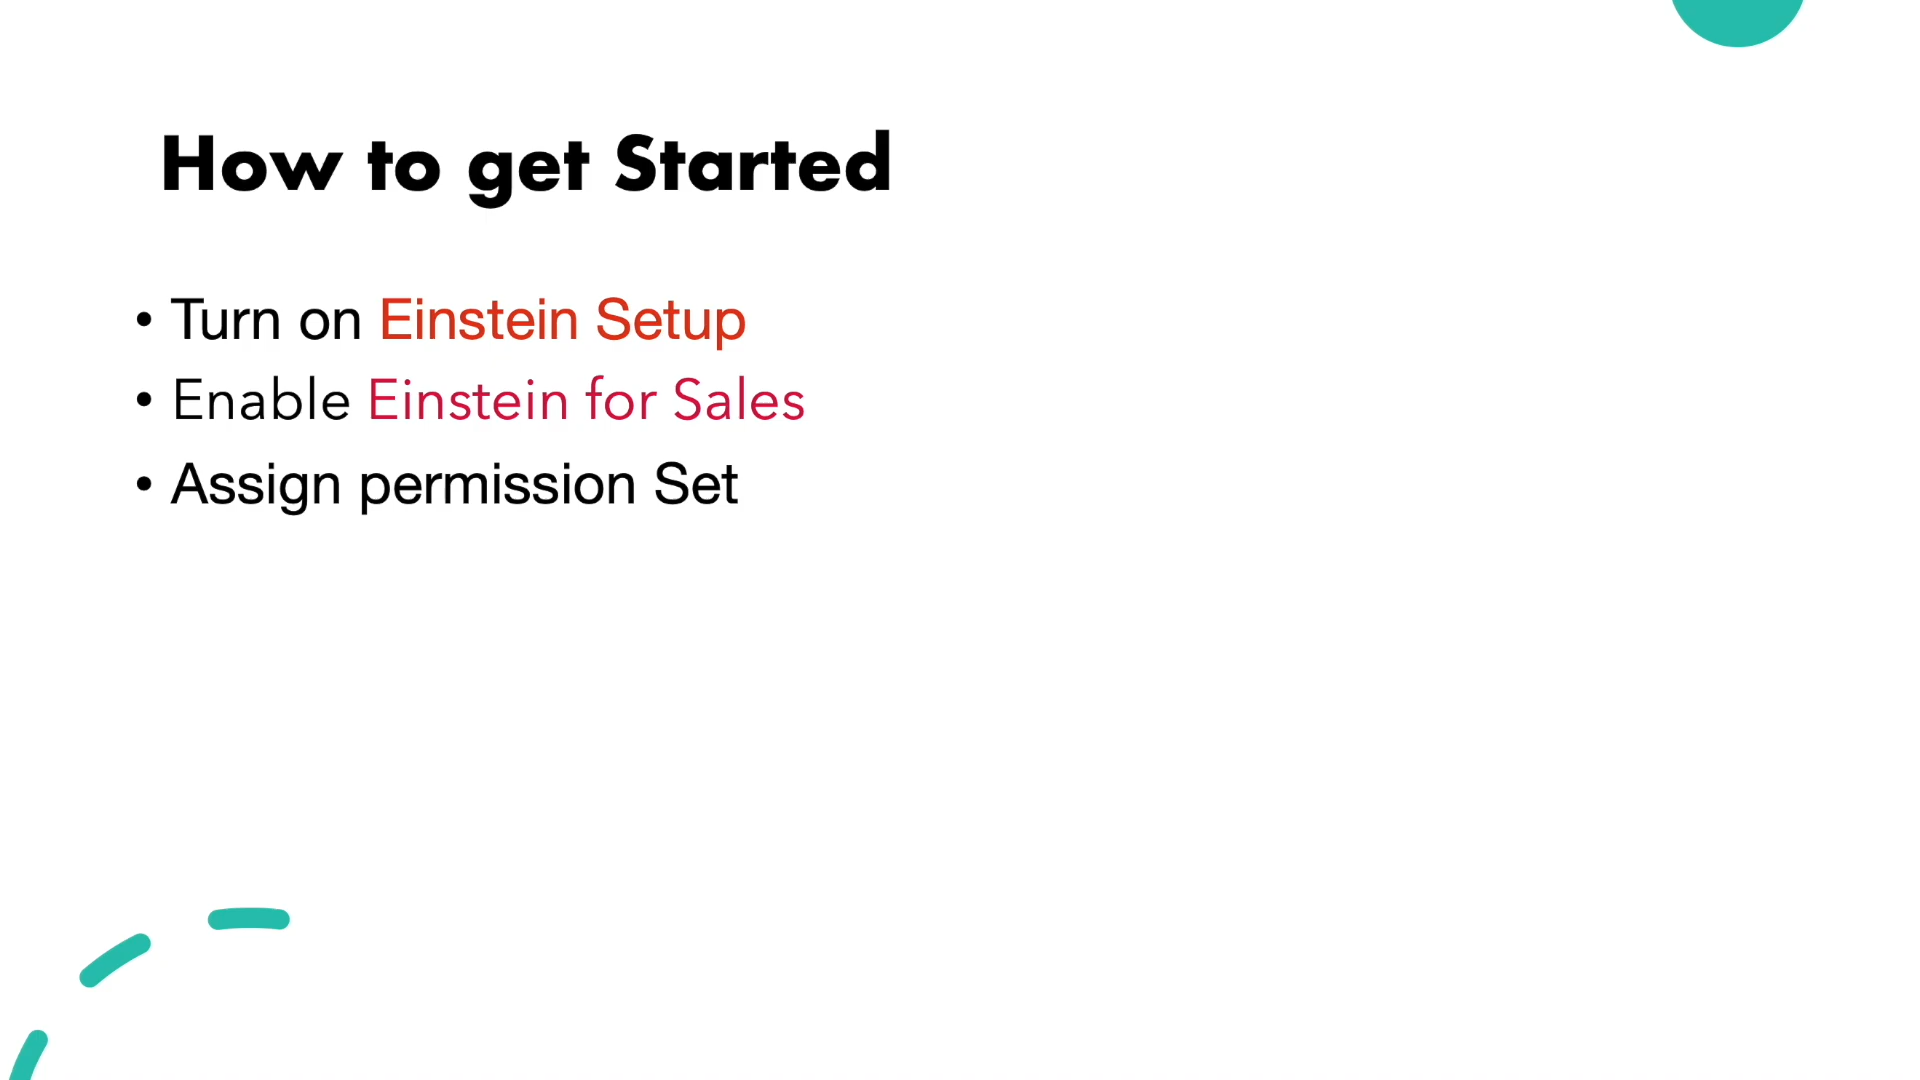 How to get Started
• Turn on Einstein Setup
• Enable Einstein for Sales
• Assign permission Set